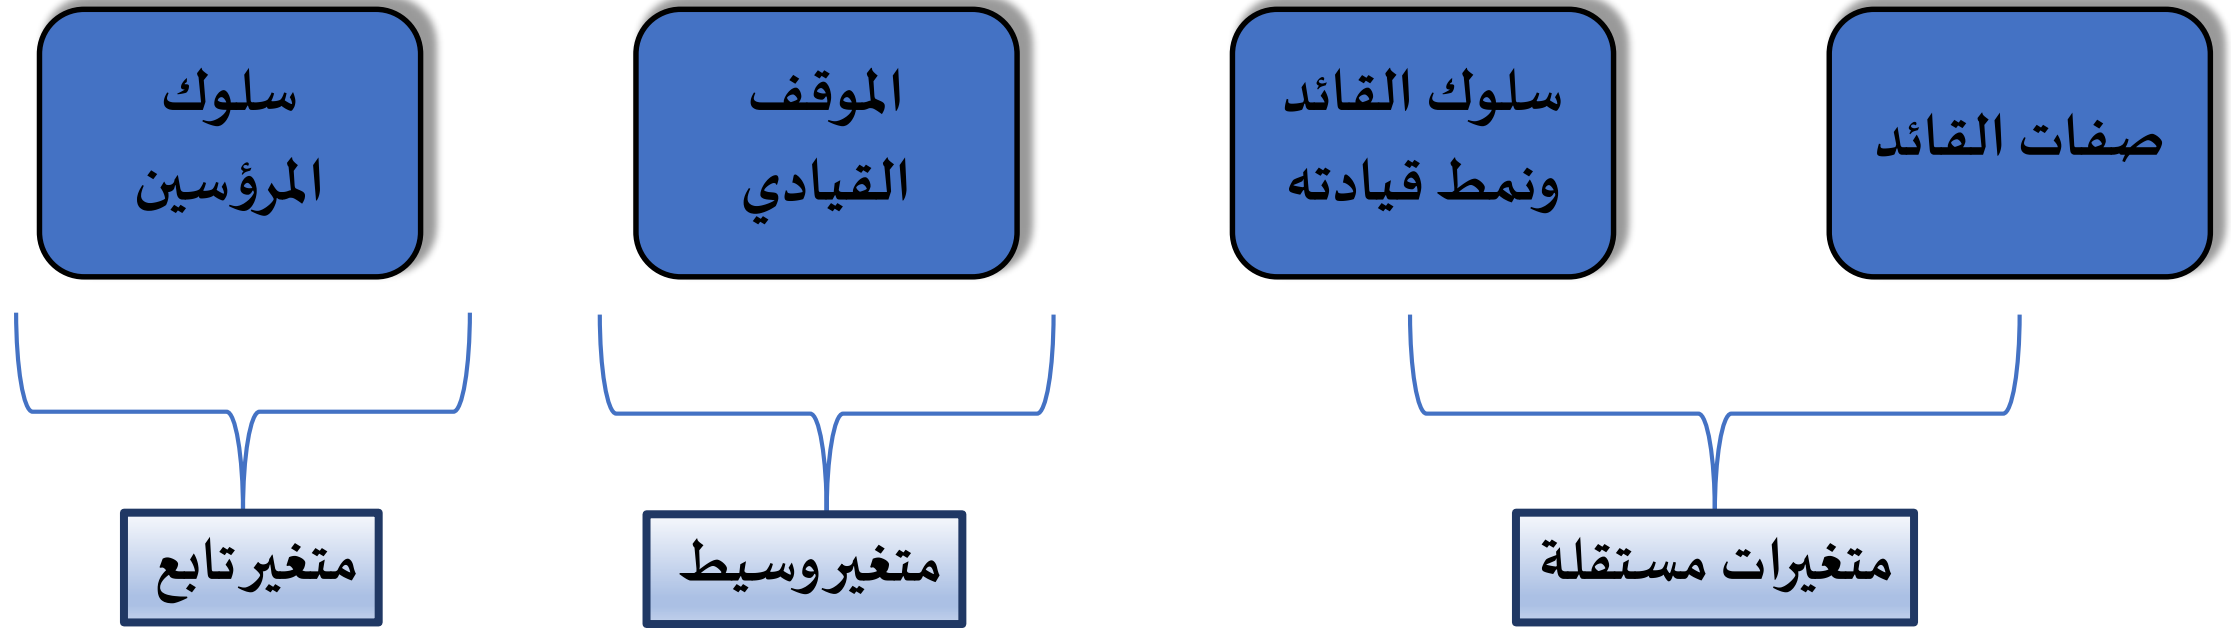 صفات القائد
سلوك القائد
ونمط قيادته
الموقف
القيادي
سلوك
المرؤسين
متغيرات مستقلة
متغير وسيط
متغير تابع